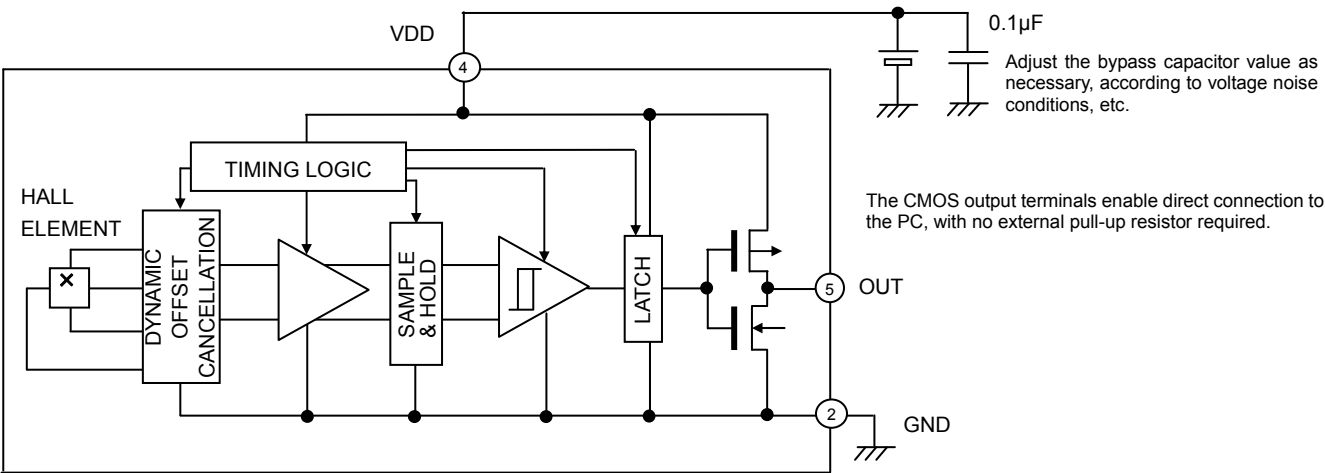 VDD
4
0.1µF
Adjust the bypass capacitor value as
necessary, according to voltage noise
conditions, etc.
TIMING LOGIC
HALL
ELEMENT
×
DYNAMIC
OFFSET
CANCELLATION
SAMPLE
& HOLD
LATCH
The CMOS output terminals enable direct connection to
the PC, with no external pull-up resistor required.
5
OUT
2
GND